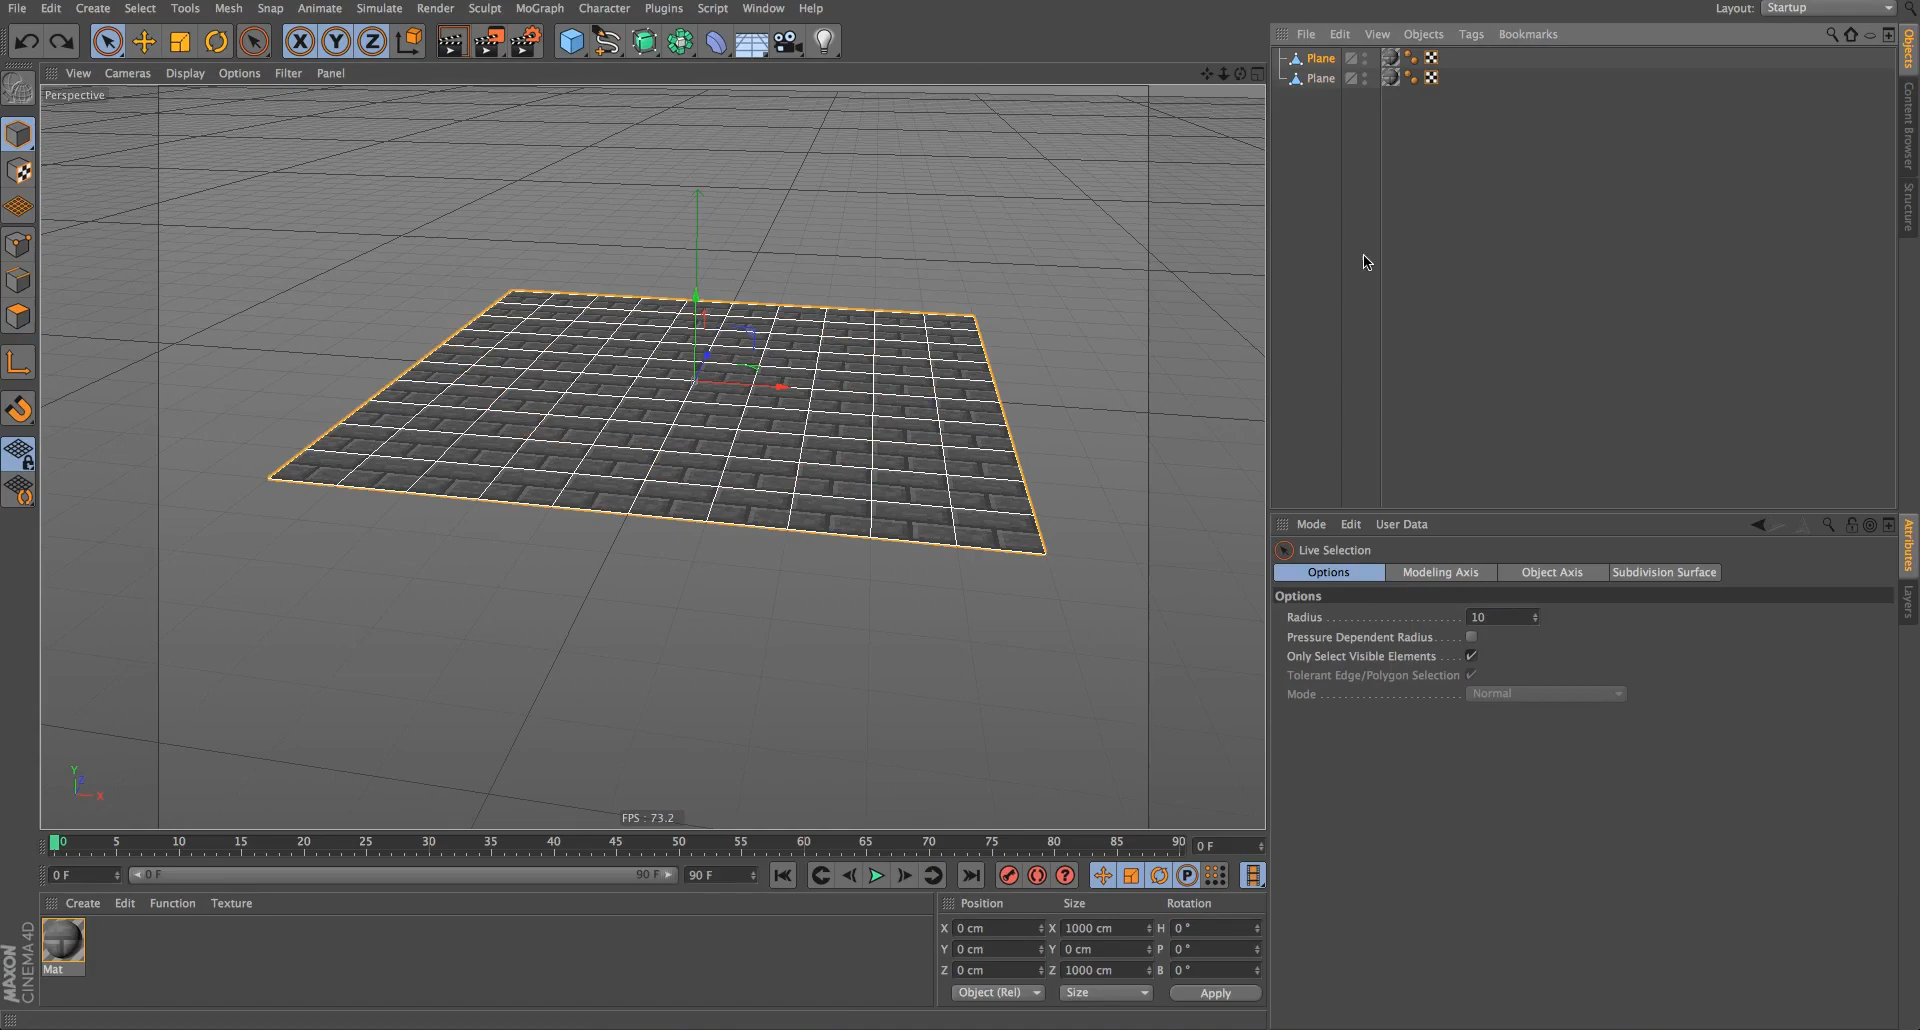 File Edit Create Select Tools Mesh Snap Animate Simulate Render Sculpt MoGraph Character Plugins Script Window Help
Layout: Startup
X Y Z
View Cameras Display Options Filter Panel
Perspective
FPS : 73.2
Y
Z
X
0 5 10 15 20 25 30 35 40 45 50 55 60 65 70 75 80 85 90
0 F
0 F 0 F 90 F 90 F
P
Create Edit Function Texture
Mat
MAXON
CINEMA 4D
Position Size Rotation
X 0 cm X 1000 cm H 0 °
Y 0 cm Y 0 cm P 0 °
Z 0 cm Z 1000 cm B 0 °
Object (Rel) Size Apply
File Edit View Objects Tags Bookmarks
Plane
Plane
Objects
Content Browser
Structure
Mode Edit User Data
Live Selection
Options Modeling Axis Object Axis Subdivision Surface
Options
Radius 10
Pressure Dependent Radius
Only Select Visible Elements
Tolerant Edge/Polygon Selection
Mode Normal
Attributes
Layers